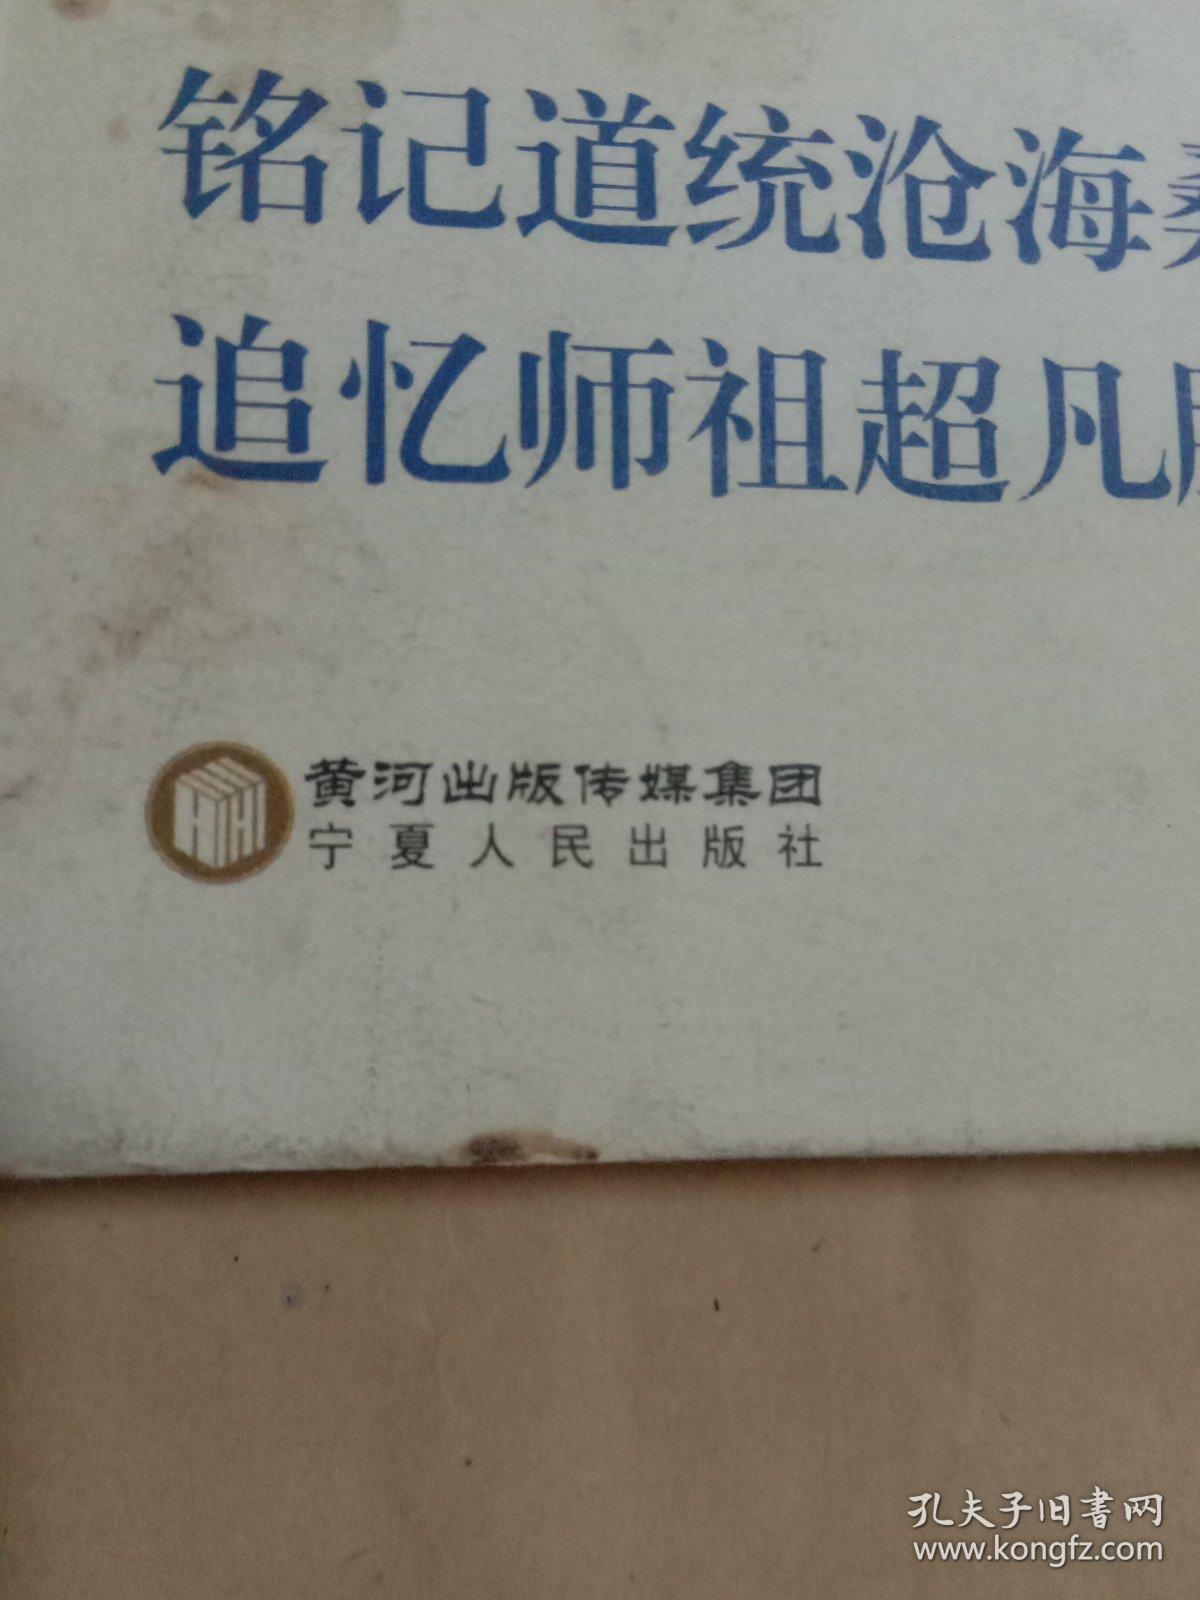 铭记道统沧海桑
追忆师祖超凡
黄河出版传媒集团
宁夏人民出版社
孔夫子旧书网
www.kongfz.com